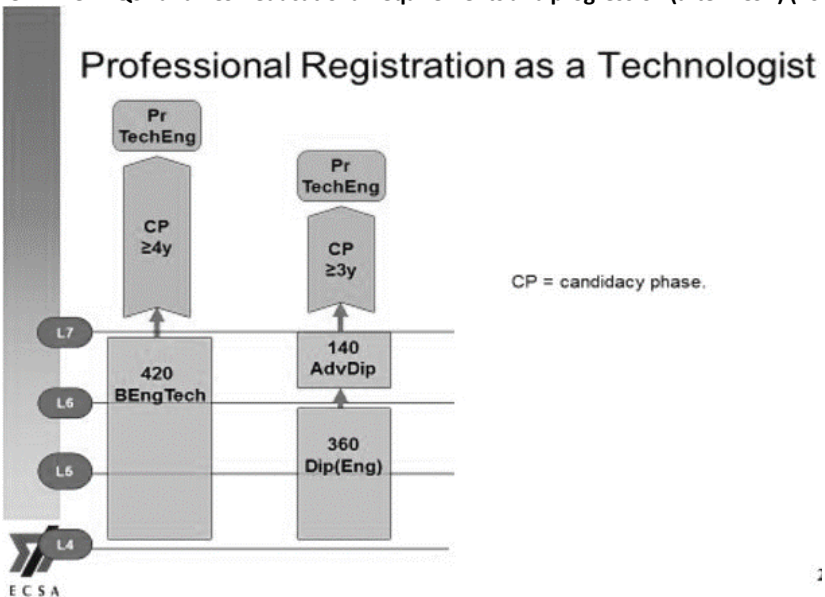 Professional Registration as a Technologist
Pr
TechEng
Pr
TechEng
CP
≥4y
CP
≥3y
CP = candidacy phase.
L7
140
AdvDip
420
BEngTech
L6
360
Dip(Eng)
L5
L4
ECSA
2